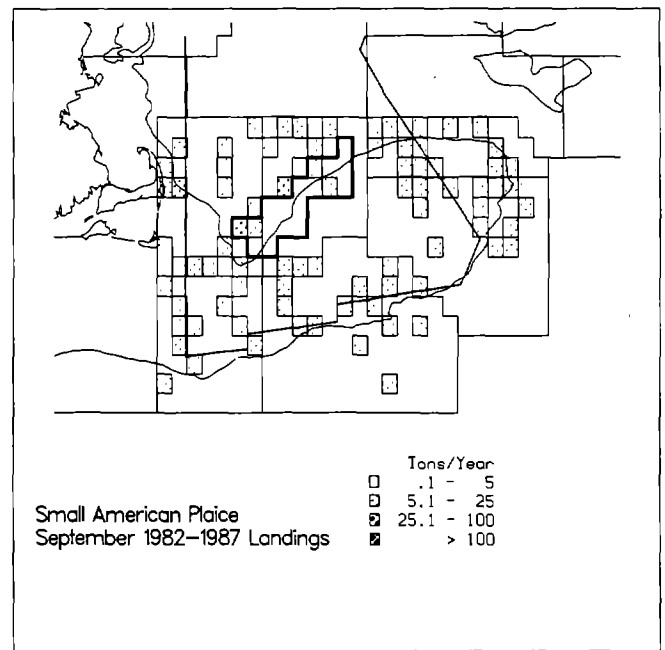 Tons/Year
.1 - 5
5.1 - 25
25.1 - 100
> 100
Small American Plaice
September 1982-1987 Landings